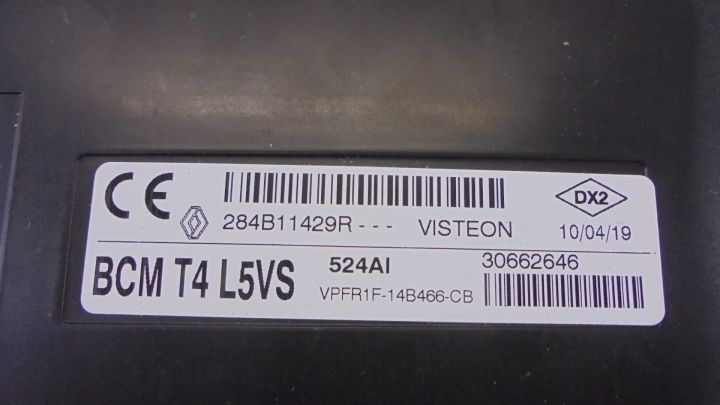 CE
284B11429R--- VISTEON
DX2
10/04/19
BCM T4 L5VS
524AI
30662646
VPFR1F-14B466-CB